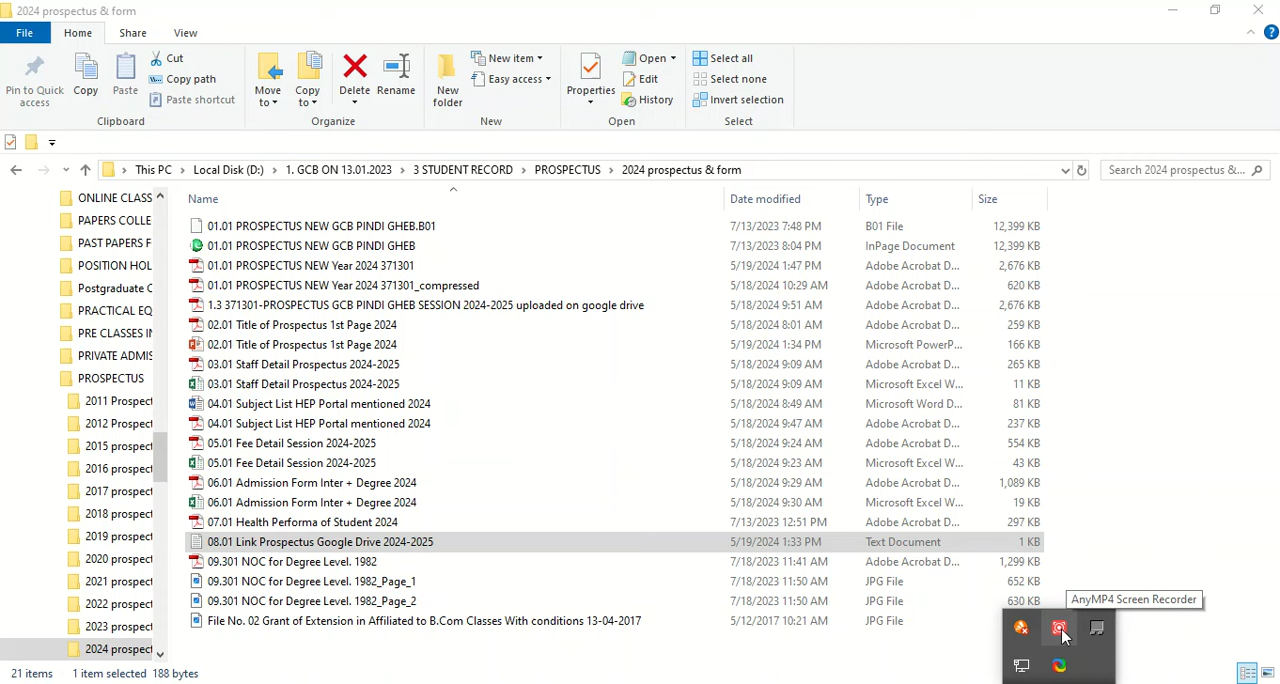 2024 prospectus & form
File Home Share View
Pin to Quick access
Copy
Paste
Cut
Copy path
Paste shortcut
Clipboard
Move to
Copy to
Delete
Rename
Organize
New folder
New item
Easy access
New
Properties
Open
Edit
History
Open
Select all
Select none
Invert selection
Select
This PC › Local Disk (D:) › 1. GCB ON 13.01.2023 › 3 STUDENT RECORD › PROSPECTUS › 2024 prospectus & form
Search 2024 prospectus &...
ONLINE CLASS
PAPERS COLLE
PAST PAPERS F
POSITION HOL
Postgraduate C
PRACTICAL EQ
PRE CLASSES IN
PRIVATE ADMIS
PROSPECTUS
2011 Prospect
2012 Prospect
2015 prospect
2016 prospect
2017 prospect
2018 prospect
2019 prospect
2020 prospect
2021 prospect
2022 prospect
2023 prospect
2024 prospect
Name Date modified Type Size
01.01 PROSPECTUS NEW GCB PINDI GHEB.B01 7/13/2023 7:48 PM B01 File 12,399 KB
01.01 PROSPECTUS NEW GCB PINDI GHEB 7/13/2023 8:04 PM InPage Document 12,399 KB
01.01 PROSPECTUS NEW Year 2024 371301 5/19/2024 1:47 PM Adobe Acrobat D... 2,676 KB
01.01 PROSPECTUS NEW Year 2024 371301_compressed 5/18/2024 10:29 AM Adobe Acrobat D... 620 KB
1.3 371301-PROSPECTUS GCB PINDI GHEB SESSION 2024-2025 uploaded on google drive 5/18/2024 9:51 AM Adobe Acrobat D... 2,676 KB
02.01 Title of Prospectus 1st Page 2024 5/18/2024 8:01 AM Adobe Acrobat D... 259 KB
02.01 Title of Prospectus 1st Page 2024 5/19/2024 1:34 PM Microsoft PowerP... 166 KB
03.01 Staff Detail Prospectus 2024-2025 5/18/2024 9:09 AM Adobe Acrobat D... 265 KB
03.01 Staff Detail Prospectus 2024-2025 5/18/2024 9:09 AM Microsoft Excel W... 11 KB
04.01 Subject List HEP Portal mentioned 2024 5/18/2024 8:49 AM Microsoft Word D... 81 KB
04.01 Subject List HEP Portal mentioned 2024 5/18/2024 9:47 AM Adobe Acrobat D... 237 KB
05.01 Fee Detail Session 2024-2025 5/18/2024 9:24 AM Adobe Acrobat D... 554 KB
05.01 Fee Detail Session 2024-2025 5/18/2024 9:23 AM Microsoft Excel W... 43 KB
06.01 Admission Form Inter + Degree 2024 5/18/2024 9:29 AM Adobe Acrobat D... 1,089 KB
06.01 Admission Form Inter + Degree 2024 5/18/2024 9:30 AM Microsoft Excel W... 19 KB
07.01 Health Performa of Student 2024 7/13/2023 12:51 PM Adobe Acrobat D... 297 KB
08.01 Link Prospectus Google Drive 2024-2025 5/19/2024 1:33 PM Text Document 1 KB
09.301 NOC for Degree Level. 1982 7/18/2023 11:41 AM Adobe Acrobat D... 1,299 KB
09.301 NOC for Degree Level. 1982_Page_1 7/18/2023 11:50 AM JPG File 652 KB
09.301 NOC for Degree Level. 1982_Page_2 7/18/2023 11:50 AM JPG File 630 KB
File No. 02 Grant of Extension in Affiliated to B.Com Classes With conditions 13-04-2017 5/12/2017 10:21 AM JPG File
AnyMP4 Screen Recorder
21 items 1 item selected 188 bytes